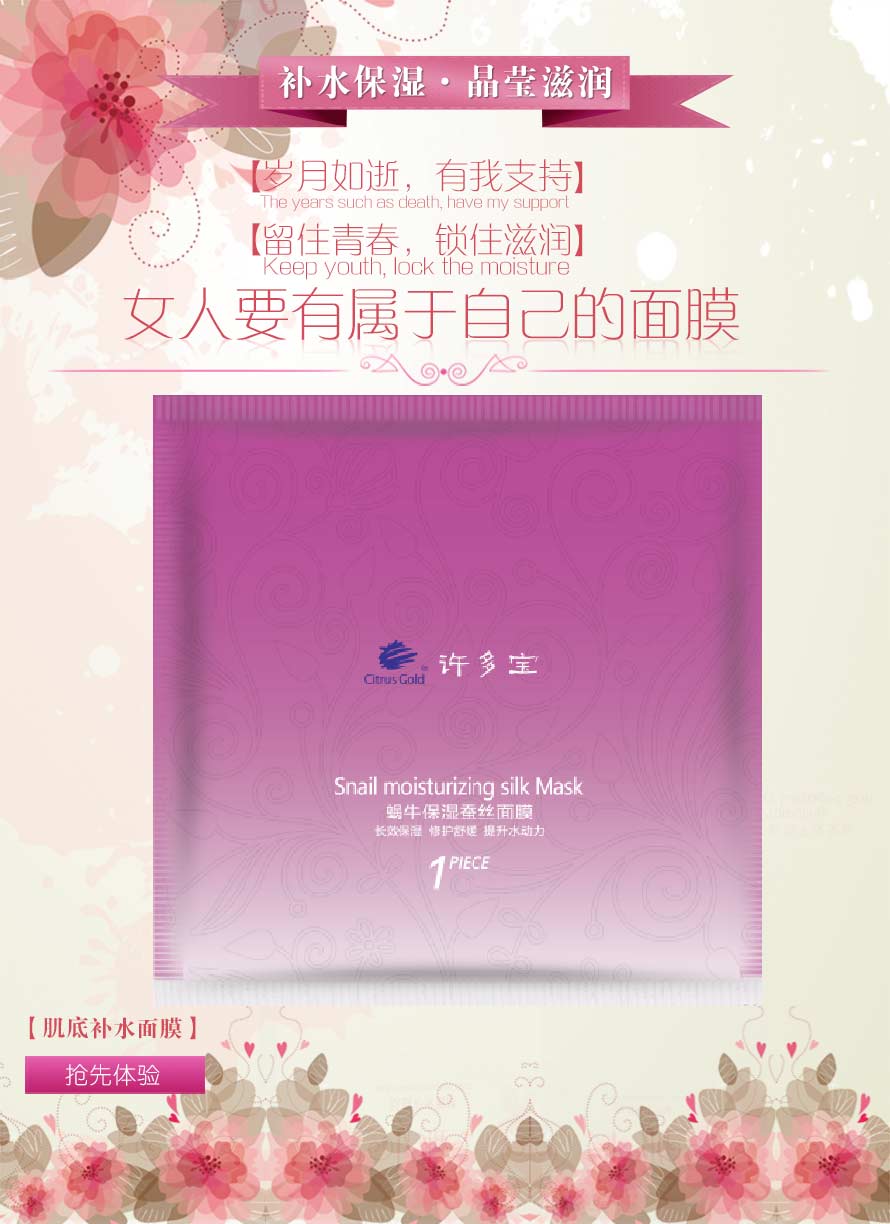 补水保湿·晶莹滋润
【岁月如逝，有我支持】
The years such as death, have my support
【留住青春，锁住滋润】
Keep youth, lock the moisture
女人要有属于自己的面膜
Citrus Gold 许多宝
Snail moisturizing silk Mask
蝸牛保湿蚕丝面膜
长效保湿 修护舒缓 提升水动力
1 PIECE
【肌底补水面膜】
抢先体验